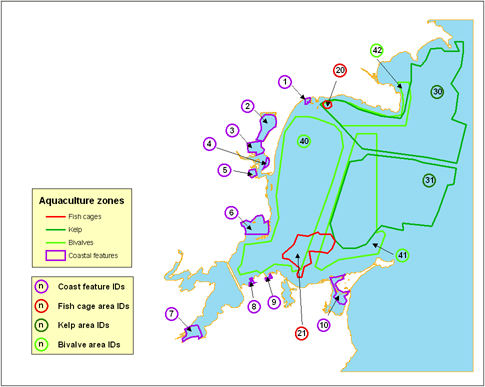 42
20
1
30
2
3
40
4
5
31
6
41
8
9
10
7
21
Aquaculture zones
Fish cages
Kelp
Bivalves
Coastal features
n Coast feature IDs
n Fish cage area IDs
n Kelp area IDs
n Bivalve area IDs